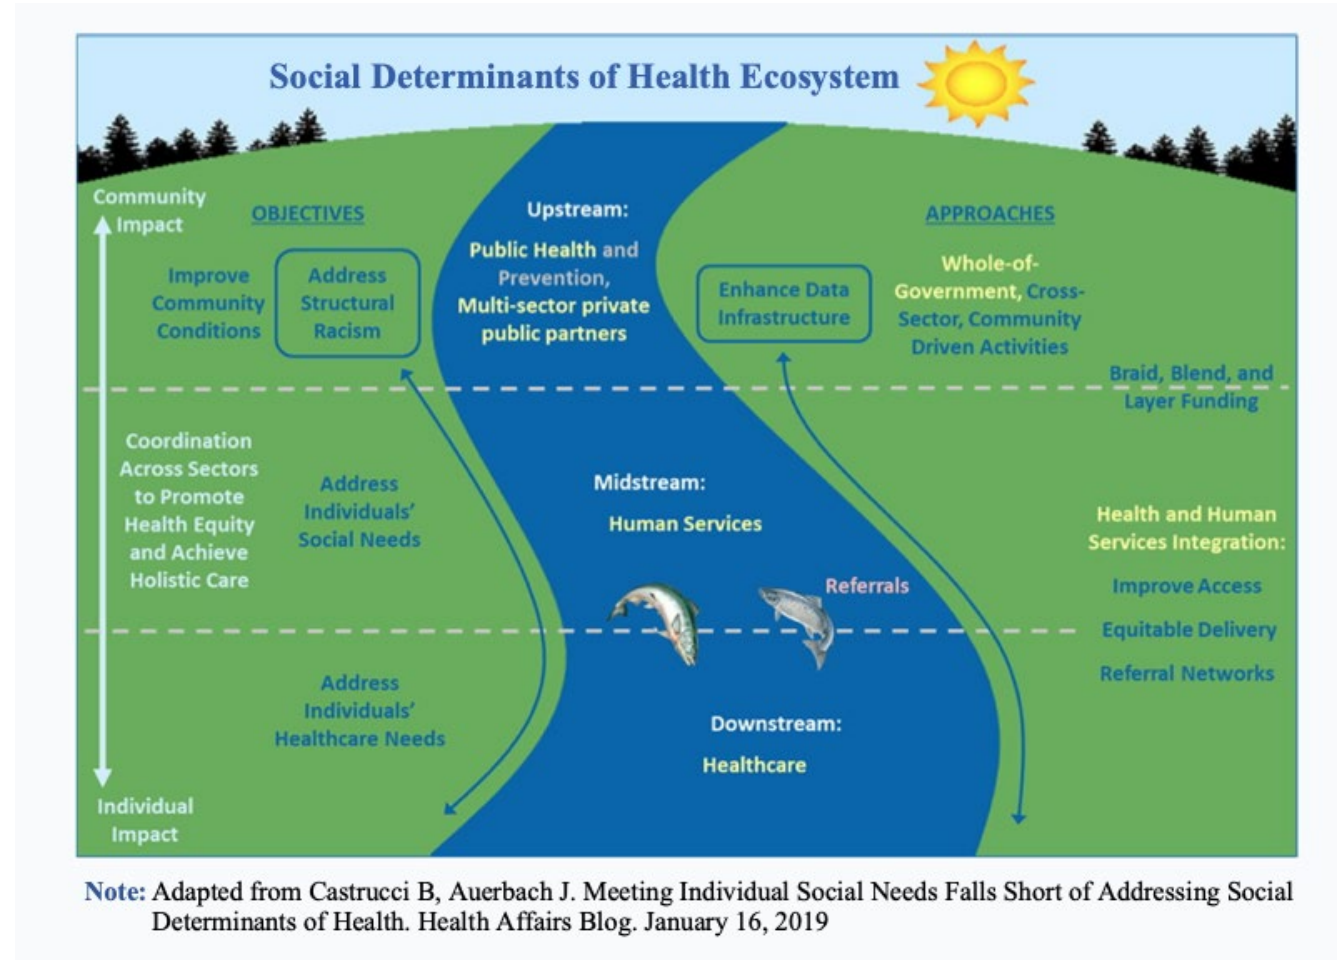 Social Determinants of Health Ecosystem
Community
Impact
OBJECTIVES
Improve
Community
Conditions
Address
Structural
Racism
Upstream:
Public Health and
Prevention,
Multi-sector private
public partners
APPROACHES
Enhance Data
Infrastructure
Whole-of-
Government, Cross-
Sector, Community
Driven Activities
Braid, Blend, and
Layer Funding
Coordination
Across Sectors
to Promote
Health Equity
and Achieve
Holistic Care
Address
Individuals’
Social Needs
Midstream:
Human Services
Referrals
Health and Human
Services Integration:
Improve Access
Equitable Delivery
Referral Networks
Address
Individuals’
Healthcare Needs
Downstream:
Healthcare
Individual
Impact
Note: Adapted from Castrucci B, Auerbach J. Meeting Individual Social Needs Falls Short of Addressing Social
Determinants of Health. Health Affairs Blog. January 16, 2019